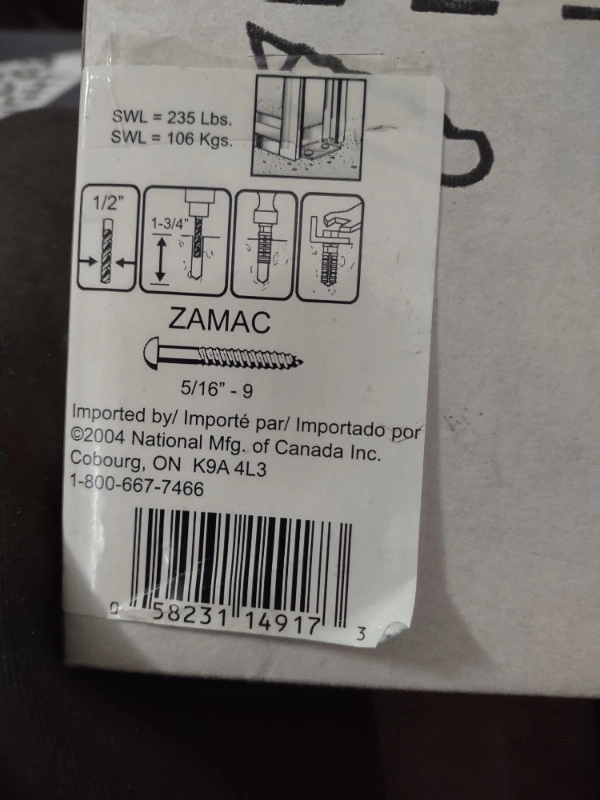 SWL = 235 Lbs.
SWL = 106 Kgs.
1/2"
1-3/4"
ZAMAC
5/16" - 9
Imported by/ Importé par/ Importado por
©2004 National Mfg. of Canada Inc.
Cobourg, ON K9A 4L3
1-800-667-7466
0 58231 14917 3